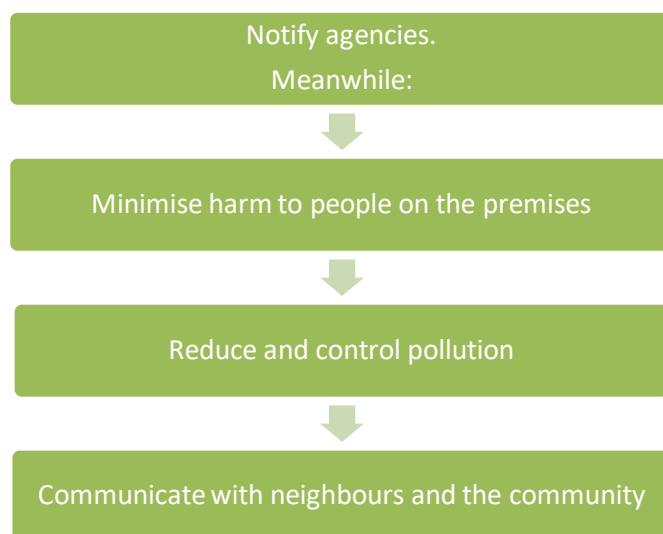 Notify agencies.
Meanwhile:
Minimise harm to people on the premises
Reduce and control pollution
Communicate with neighbours and the community